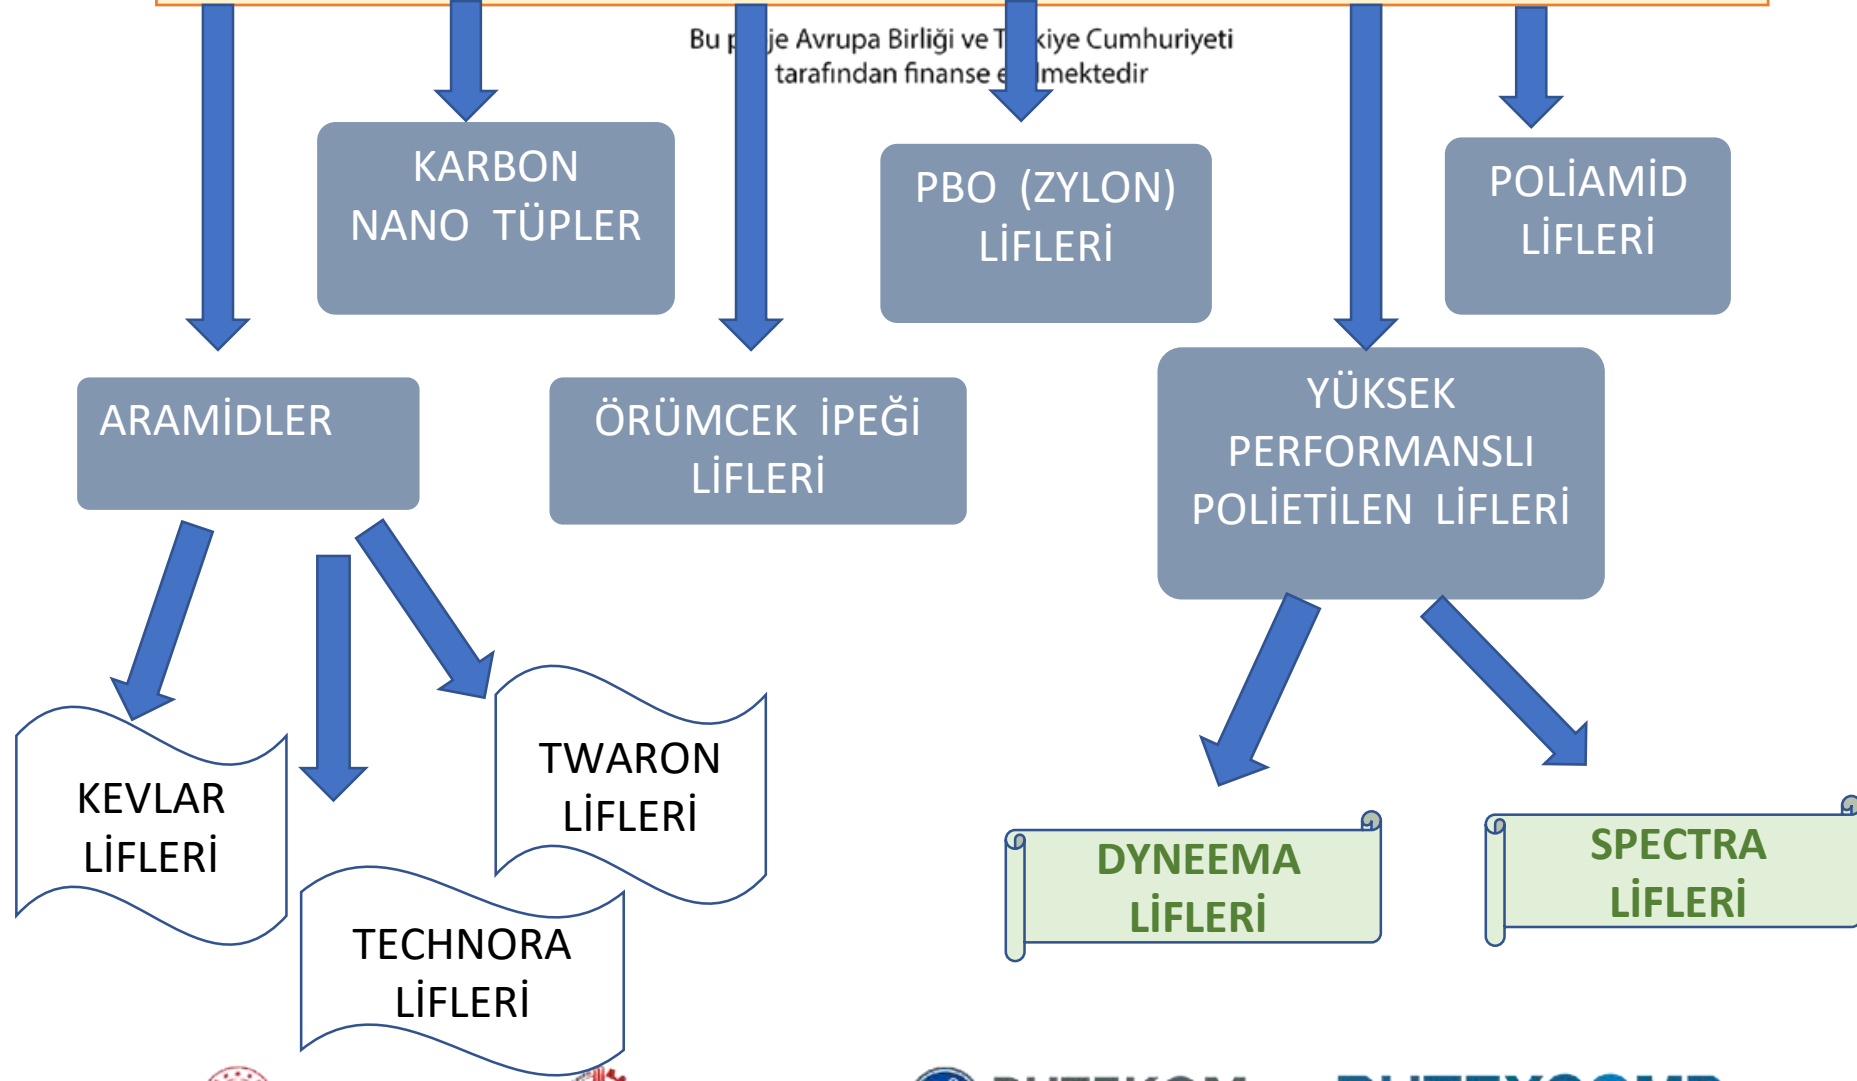 Bu je Avrupa Birliği ve kiye Cumhuriyeti
tarafından finanse mektedir
KARBON
NANO TÜPLER
PBO (ZYLON)
LİFLERİ
POLİAMİD
LİFLERİ
ARAMİDLER
ÖRÜMCEK İPEĞİ
LİFLERİ
YÜKSEK
PERFORMANSLI
POLİETİLEN LİFLERİ
KEVLAR
LİFLERİ
TWARON
LİFLERİ
TECHNORA
LİFLERİ
DYNEEMA
LİFLERİ
SPECTRA
LİFLERİ